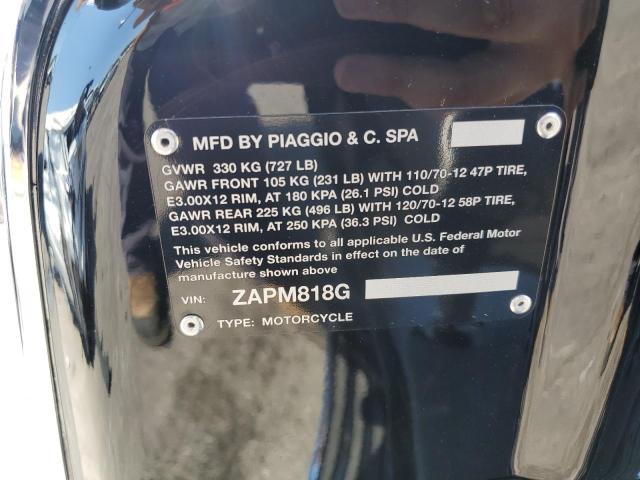 MFD BY PIAGGIO & C. SPA
GVWR 330 KG (727 LB)
GAWR FRONT 105 KG (231 LB) WITH 110/70-12 47P TIRE,
E3.00X12 RIM, AT 180 KPA (26.1 PSI) COLD
GAWR REAR 225 KG (496 LB) WITH 120/70-12 58P TIRE,
E3.00X12 RIM, AT 250 KPA (36.3 PSI) COLD
This vehicle conforms to all applicable U.S. Federal Motor
Vehicle Safety Standards in effect on the date of
manufacture shown above
VIN: ZAPM818G
TYPE: MOTORCYCLE